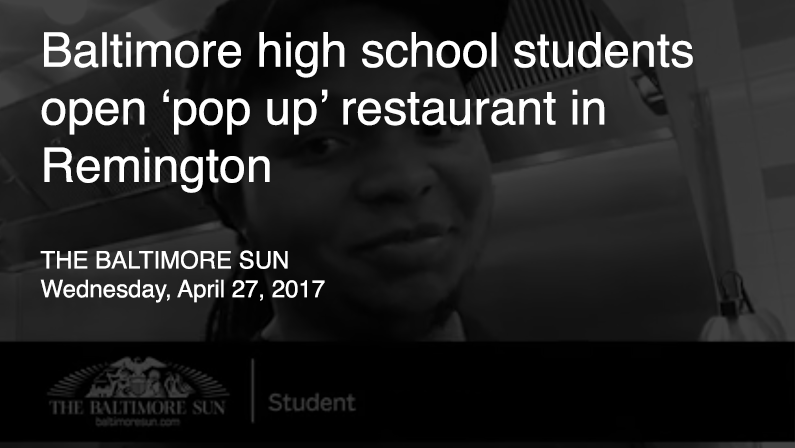 Baltimore high school students
open ‘pop up’ restaurant in
Remington
THE BALTIMORE SUN
Wednesday, April 27, 2017
THE BALTIMORE SUN
baltimoresun.com
Student